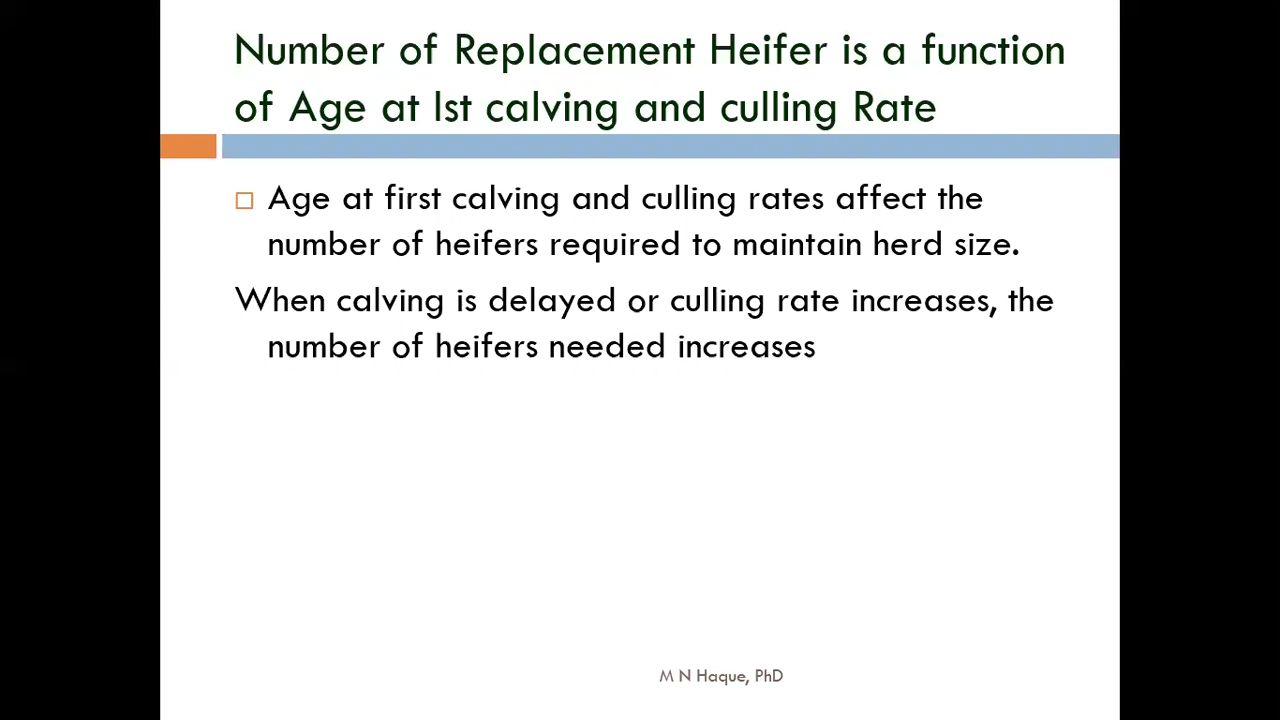 Number of Replacement Heifer is a function
of Age at Ist calving and culling Rate
Age at first calving and culling rates affect the
number of heifers required to maintain herd size.
When calving is delayed or culling rate increases, the
number of heifers needed increases
M N Haque, PhD